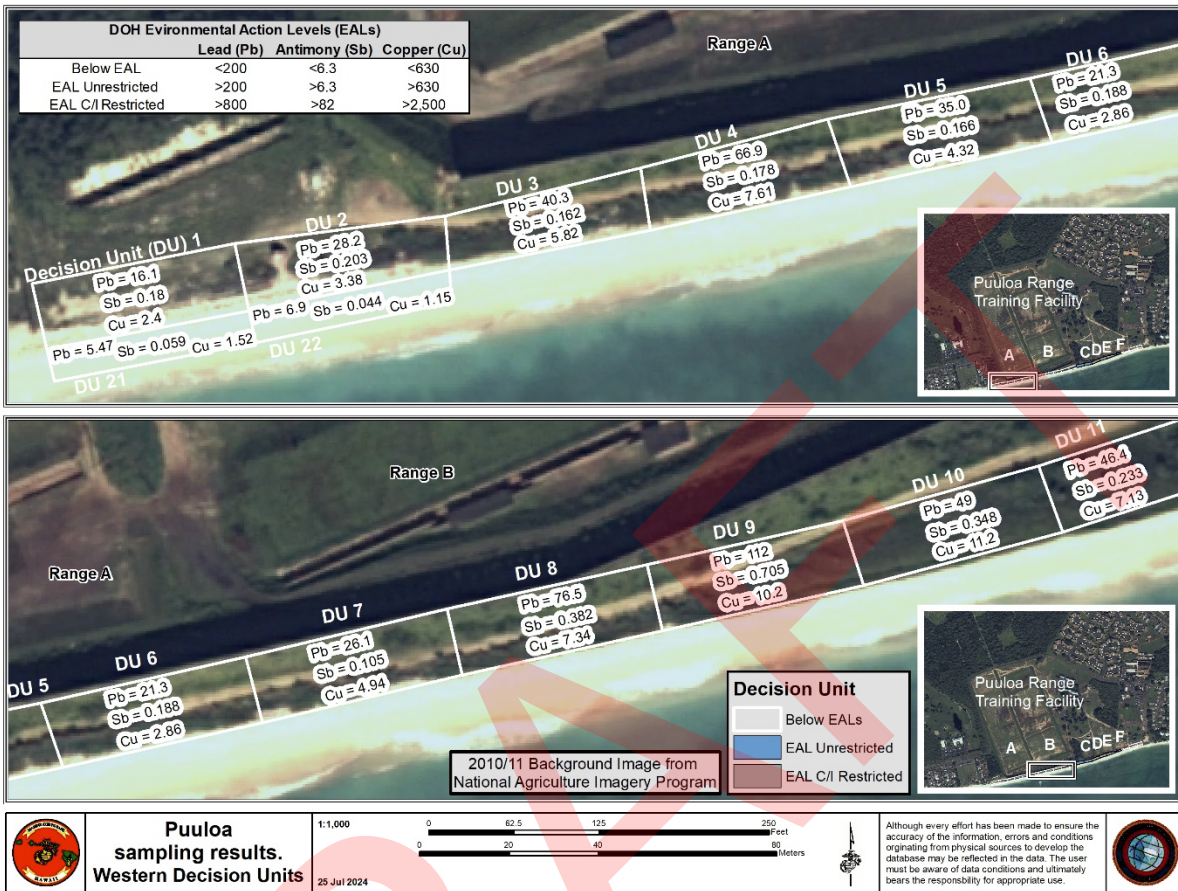 DOH Evironmental Action Levels (EALs)
Lead (Pb) Antimony (Sb) Copper (Cu)
Below EAL <200 <6.3 <630
EAL Unrestricted >200 >6.3 >630
EAL C/I Restricted >800 >82 >2,500
Range A
Decision Unit (DU) 1
Pb = 16.1
Sb = 0.18
Cu = 2.4
Pb = 5.47 Sb = 0.059 Cu = 1.52
DU 21
DU 2
Pb = 28.2
Sb = 0.203
Cu = 3.38
Pb = 6.9 Sb = 0.044 Cu = 1.15
DU 22
DU 3
Pb = 40.3
Sb = 0.162
Cu = 5.82
DU 4
Pb = 66.9
Sb = 0.178
Cu = 7.61
DU 5
Pb = 35.0
Sb = 0.166
Cu = 4.32
DU 6
Pb = 21.3
Sb = 0.188
Cu = 2.86
Puuloa Range
Training Facility
A B C D E F
Range A
Range B
DU 5
DU 6
Pb = 21.3
Sb = 0.188
Cu = 2.86
DU 7
Pb = 26.1
Sb = 0.105
Cu = 4.94
DU 8
Pb = 76.5
Sb = 0.382
Cu = 7.34
DU 9
Pb = 112
Sb = 0.705
Cu = 10.2
DU 10
Pb = 49
Sb = 0.348
Cu = 11.2
DU 11
Pb = 46.4
Sb = 0.233
Cu = 7.13
2010/11 Background Image from
National Agriculture Imagery Program
Decision Unit
Below EALs
EAL Unrestricted
EAL C/I Restricted
Puuloa Range
Training Facility
A B C D E F
Puuloa
sampling results.
Western Decision Units
1:1,000
25 Jul 2024
0 62.5 125 250
Feet
0 20 40 80
Meters
Although every effort has been made to ensure the
accuracy of the information, errors and conditions
orginating from physical sources to develop the
database may be reflected in the data. The user
must be aware of data conditions and ultimately
bears the responsbility for appropriate use.
HAWAII